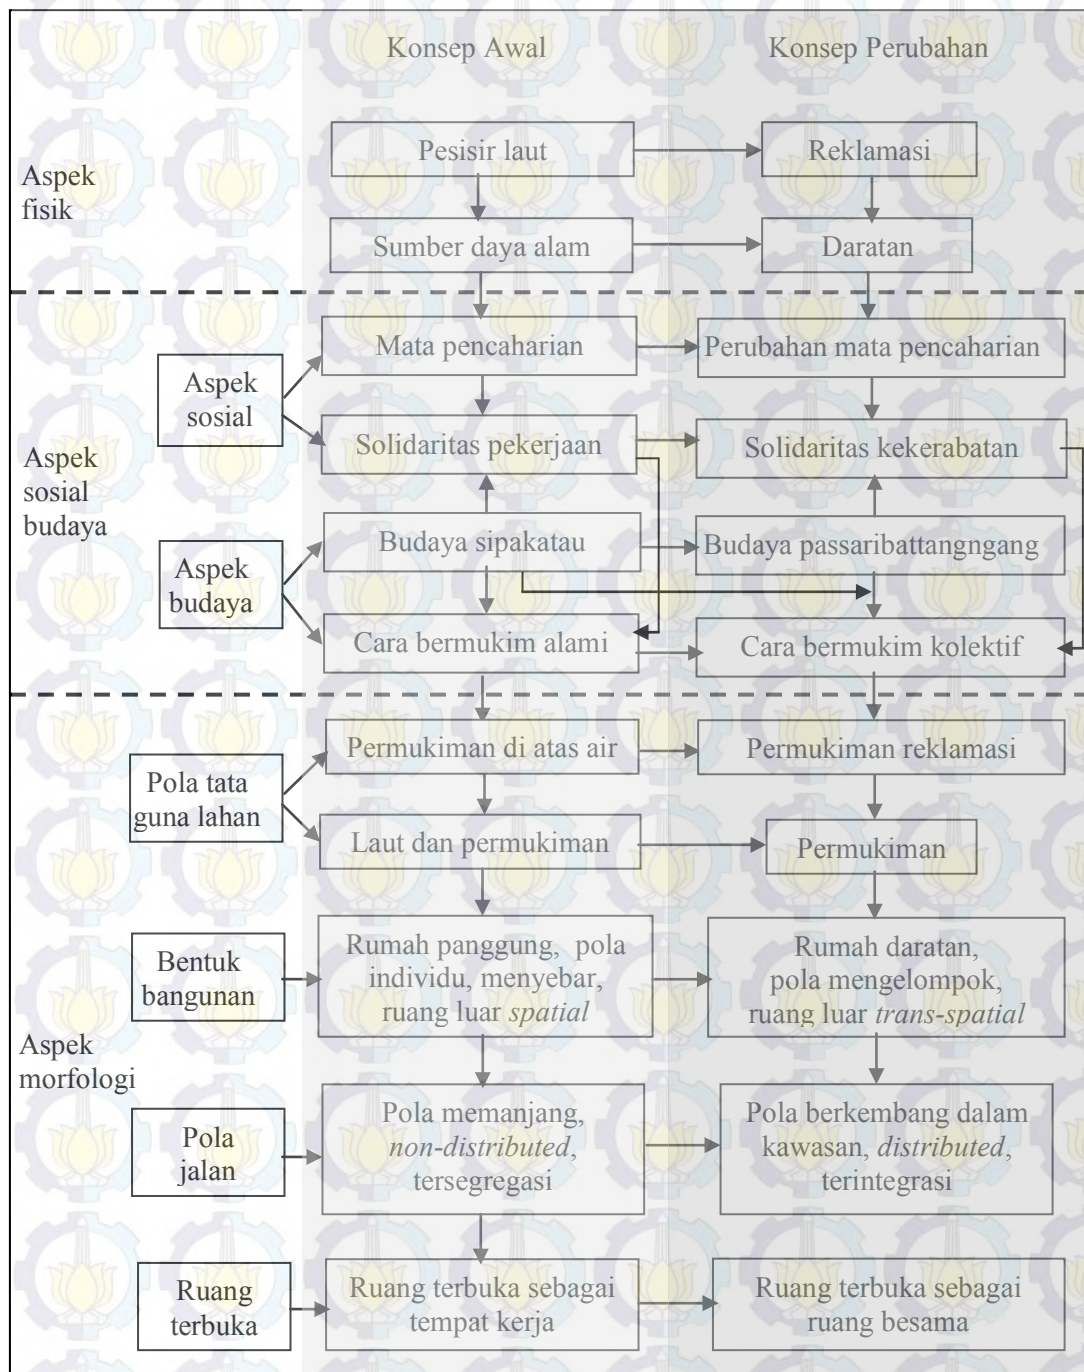 Konsep Awal
Konsep Perubahan
Aspek
fisik
Pesisir laut
Reklamasi
Sumber daya alam
Daratan
Aspek
sosial
budaya
Aspek
sosial
Mata pencaharian
Perubahan mata pencaharian
Solidaritas pekerjaan
Solidaritas kekerabatan
Aspek
budaya
Budaya sipakatau
Budaya passaribattangngang
Cara bermukim alami
Cara bermukim kolektif
Aspek
morfologi
Pola tata
guna lahan
Permukiman di atas air
Permukiman reklamasi
Laut dan permukiman
Permukiman
Bentuk
bangunan
Rumah panggung, pola
individu, menyebar,
ruang luar spatial
Rumah daratan,
pola mengelompok,
ruang luar trans-spatial
Pola
jalan
Pola memanjang,
non-distributed,
tersegregasi
Pola berkembang dalam
kawasan, distributed,
terintegrasi
Ruang
terbuka
Ruang terbuka sebagai
tempat kerja
Ruang terbuka sebagai
ruang besama